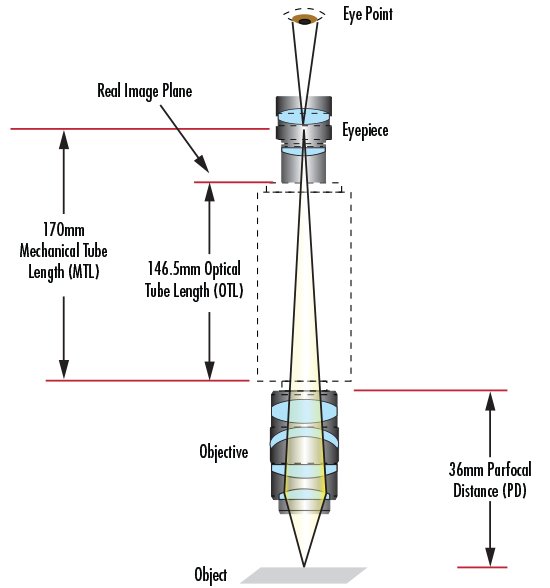 Eye Point
Real Image Plane
Eyepiece
170mm
Mechanical Tube
Length (MTL)
146.5mm Optical
Tube Length (OTL)
Objective
36mm Parfocal
Distance (PD)
Object